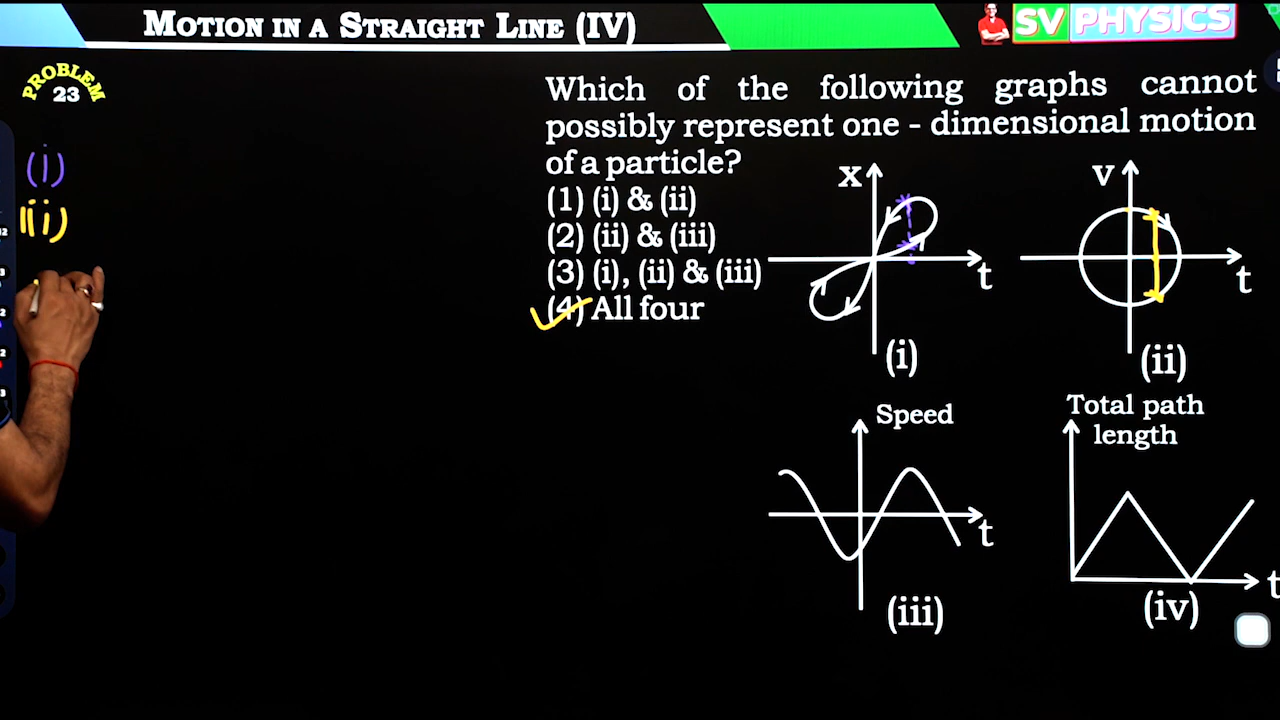 MOTION IN A STRAIGHT LINE (IV)
SV PHYSICS
PROBLEM
23
(i)
(ii)
Which of the following graphs cannot
possibly represent one - dimensional motion
of a particle?
(1) (i) & (ii)
(2) (ii) & (iii)
(3) (i), (ii) & (iii)
(4) All four
x
t
(i)
v
t
(ii)
Speed
t
(iii)
Total path
length
t
(iv)